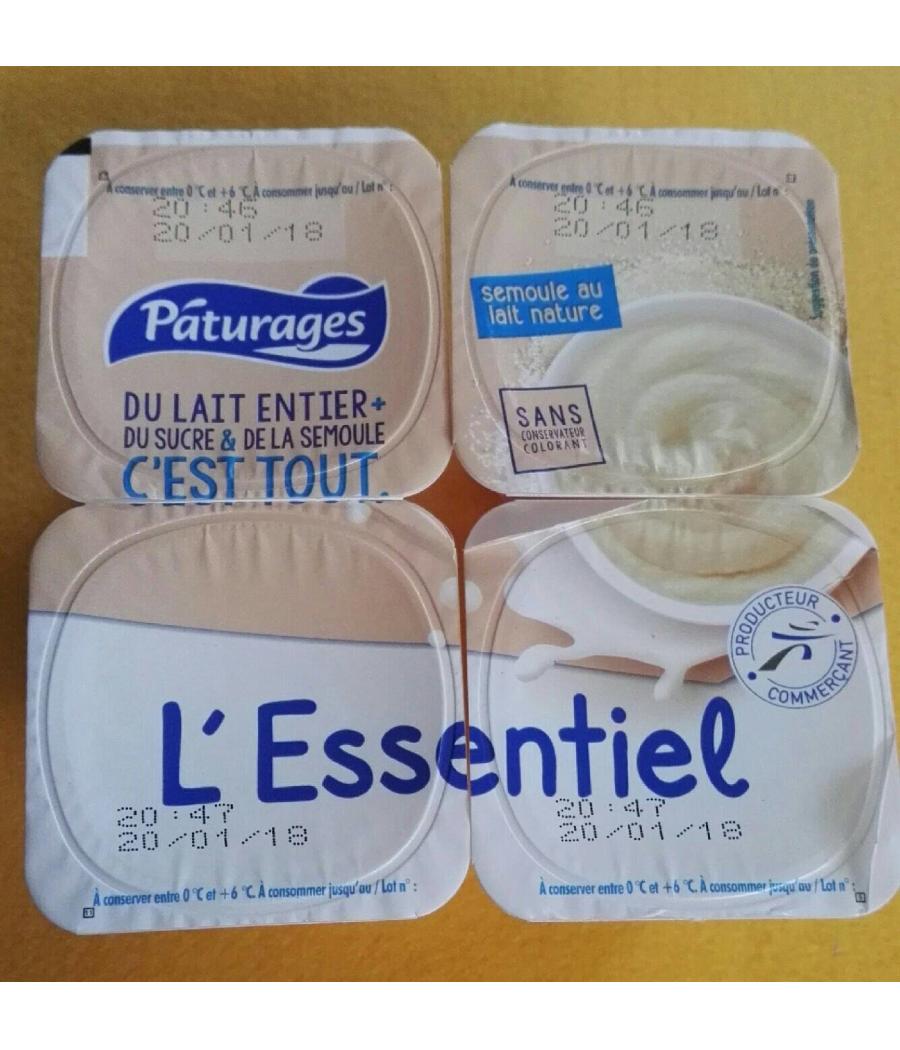 À conserver entre 0 °C et +6 °C. À consommer jusqu'au / Lot n° :
20:46
20/01/18
Pâturages
DU LAIT ENTIER+
DU SUCRE & DE LA SEMOULE
C'EST TOUT.
À conserver entre 0 °C et +6 °C. À consommer jusqu'au / Lot n° :
20:46
20/01/18
Suggestion de présentation
semoule au
lait nature
SANS
CONSERVATEUR
COLORANT
PRODUCTEUR
COMMERÇANT
L'Essentiel
20:47
20/01/18
À conserver entre 0 °C et +6 °C. À consommer jusqu'au / Lot n° :
20:47
20/01/18
À conserver entre 0 °C et +6 °C. À consommer jusqu'au / Lot n° :